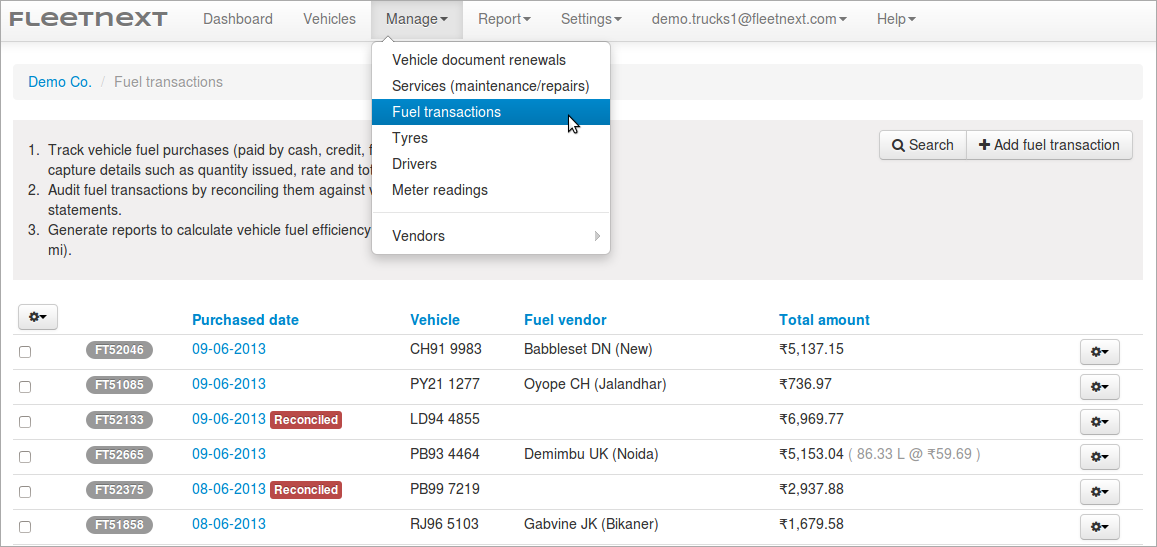 FLEETNEXT Dashboard Vehicles Manage Report Settings demo.trucks1@fleetnext.com Help
Vehicle document renewals
Services (maintenance/repairs)
Fuel transactions
Tyres
Drivers
Meter readings
Vendors
Demo Co. / Fuel transactions
Search Add fuel transaction
1. Track vehicle fuel purchases (paid by cash, credit,
capture details such as quantity issued, rate and
2. Audit fuel transactions by reconciling them against
statements.
3. Generate reports to calculate vehicle fuel efficiency
mi).
Purchased date Vehicle Fuel vendor Total amount
FT52046 09-06-2013 CH91 9983 Babbleset DN (New) ₹5,137.15
FT51085 09-06-2013 PY21 1277 Oyope CH (Jalandhar) ₹736.97
FT52133 09-06-2013 Reconciled LD94 4855 ₹6,969.77
FT52665 09-06-2013 PB93 4464 Demimbu UK (Noida) ₹5,153.04 ( 86.33 L @ ₹59.69 )
FT52375 08-06-2013 Reconciled PB99 7219 ₹2,937.88
FT51858 08-06-2013 RJ96 5103 Gabvine JK (Bikaner) ₹1,679.58